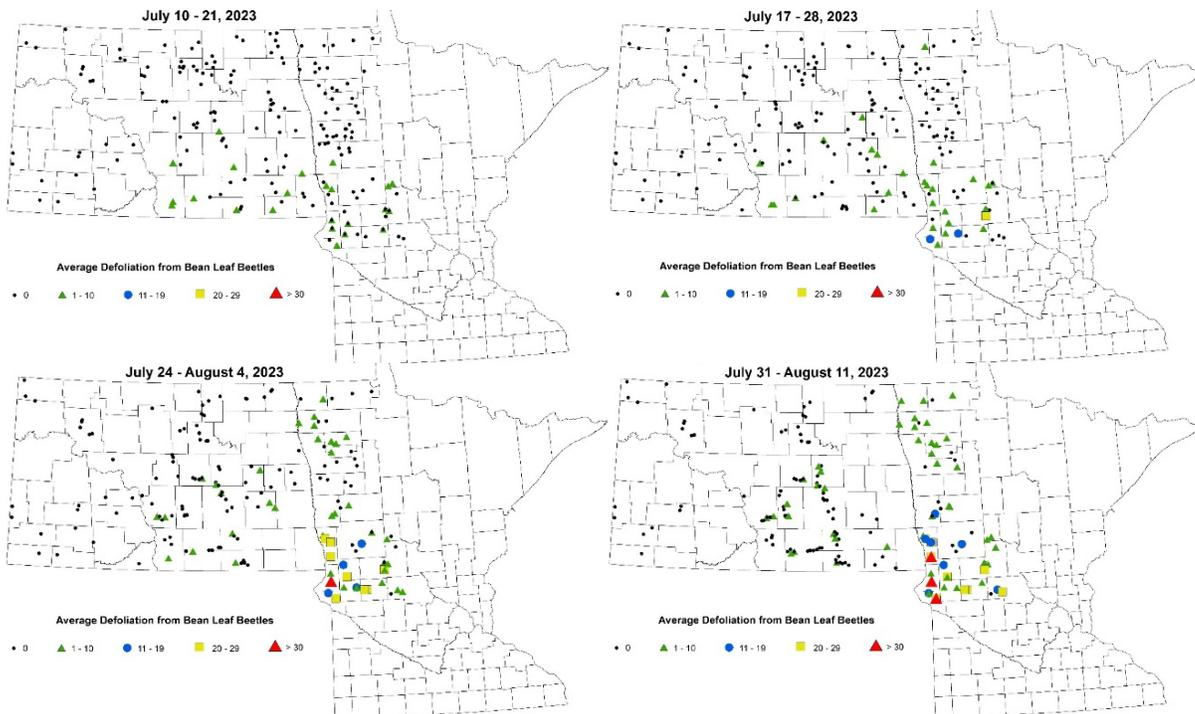 July 10 - 21, 2023
Average Defoliation from Bean Leaf Beetles
0 1 - 10 11 - 19 20 - 29 > 30
July 17 - 28, 2023
Average Defoliation from Bean Leaf Beetles
0 1 - 10 11 - 19 20 - 29 > 30
July 24 - August 4, 2023
Average Defoliation from Bean Leaf Beetles
0 1 - 10 11 - 19 20 - 29 > 30
July 31 - August 11, 2023
Average Defoliation from Bean Leaf Beetles
0 1 - 10 11 - 19 20 - 29 > 30